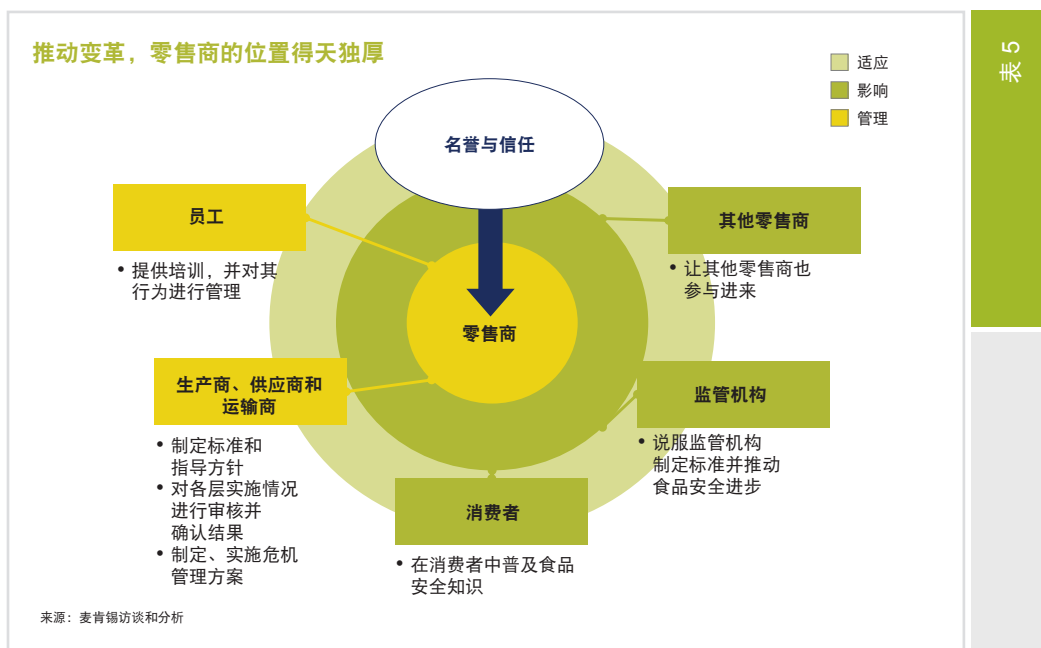 推动变革，零售商的位置得天独厚
适应
影响
管理
表 5
名誉与信任
零售商
员工
• 提供培训，并对其
行为进行管理
生产商、供应商和
运输商
• 制定标准和
指导方针
• 对各层实施情况
进行审核并
确认结果
• 制定、实施危机
管理方案
消费者
• 在消费者中普及食品
安全知识
其他零售商
• 让其他零售商也
参与进来
监管机构
• 说服监管机构
制定标准并推动
食品安全进步
来源：麦肯锡访谈和分析